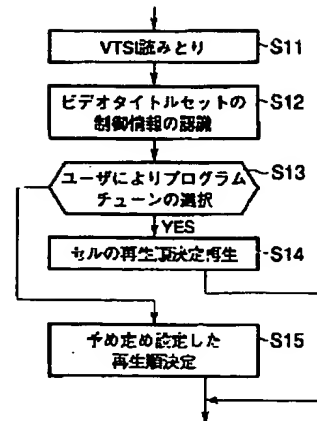 VTSI読みとり S11
ビデオタイトルセットの S12
制御情報の認識
ユーザによりプログラム S13
チェーンの選択
YES
セルの再生順決定再生 S14
予め定め設定した S15
再生順決定